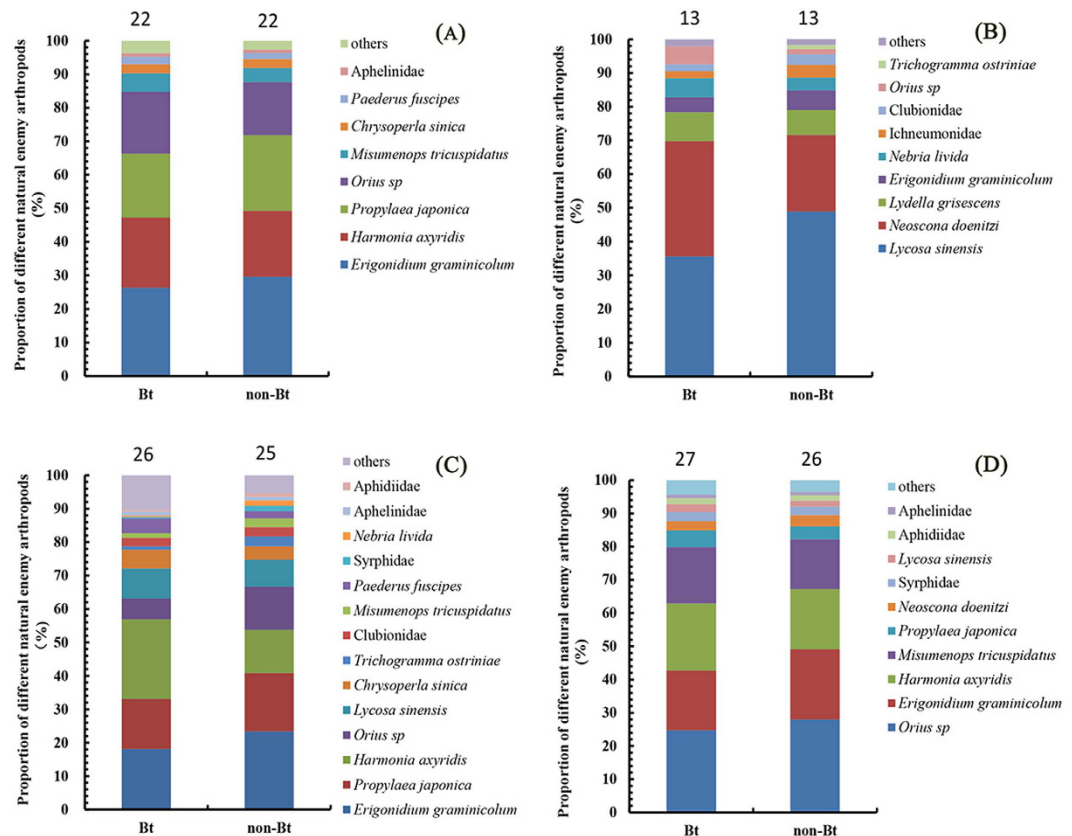 22
22
(A)
Proportion of different natural enemy arthropods
(%)
100
90
80
70
60
50
40
30
20
10
0
Bt
non-Bt
others
Aphelinidae
Paederus fuscipes
Chrysoperla sinica
Misumenops tricuspidatus
Orius sp
Propylaea japonica
Harmonia axyridis
Erigonidium graminicolum
13
13
(B)
Proportion of different natural enemy arthropods
(%)
100
90
80
70
60
50
40
30
20
10
0
Bt
non-Bt
others
Trichogramma ostriniae
Orius sp
Clubionidae
Ichneumonidae
Nebria livida
Erigonidium graminicolum
Lydella grisescens
Neoscona doenitzi
Lycosa sinensis
26
25
(C)
Proportion of different natural enemy arthropods
(%)
100
90
80
70
60
50
40
30
20
10
0
Bt
non-Bt
others
Aphidiidae
Aphelinidae
Nebria livida
Syrphidae
Paederus fuscipes
Misumenops tricuspidatus
Clubionidae
Trichogramma ostriniae
Chrysoperla sinica
Lycosa sinensis
Orius sp
Harmonia axyridis
Propylaea japonica
Erigonidium graminicolum
27
26
(D)
Proportion of different natural enemy arthropods
(%)
100
90
80
70
60
50
40
30
20
10
0
Bt
non-Bt
others
Aphelinidae
Aphidiidae
Lycosa sinensis
Syrphidae
Neoscona doenitzi
Propylaea japonica
Misumenops tricuspidatus
Harmonia axyridis
Erigonidium graminicolum
Orius sp